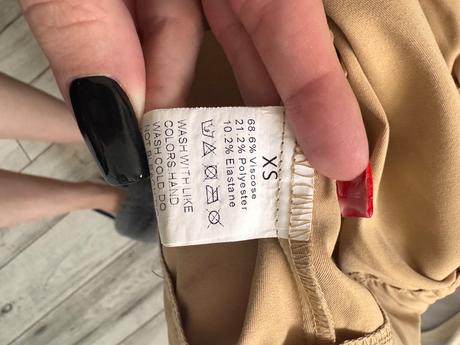 XS
68.6% Viscose
21.2% Polyester
10.2% Elastane
WASH WITH LIKE
COLORS. HAND
WASH COLD DO
NOT